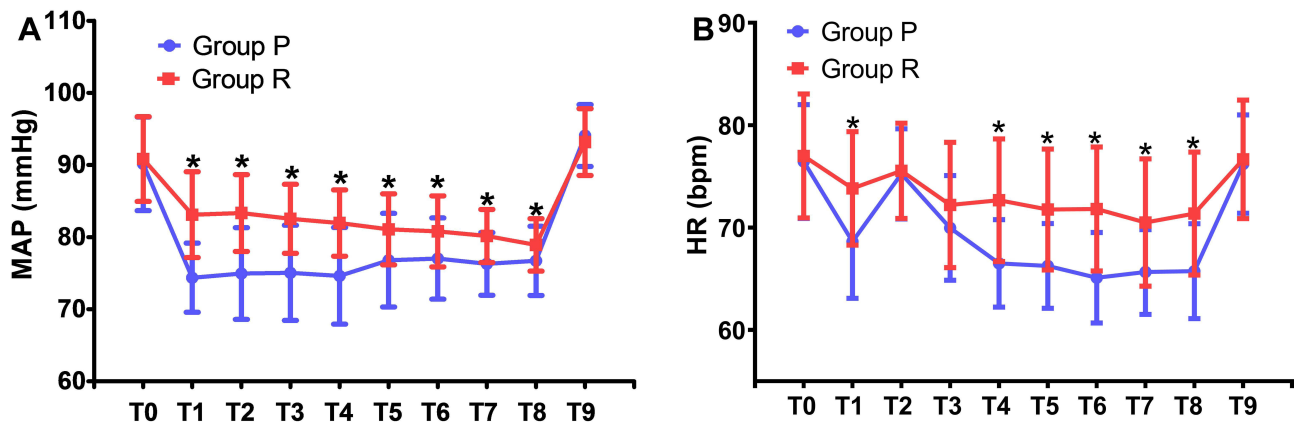 A
Group P
Group R
MAP (mmHg)
110
100
90
80
70
60
* * * * * * * *
T0 T1 T2 T3 T4 T5 T6 T7 T8 T9
B
Group P
Group R
HR (bpm)
90
80
70
60
* * * * * *
T0 T1 T2 T3 T4 T5 T6 T7 T8 T9